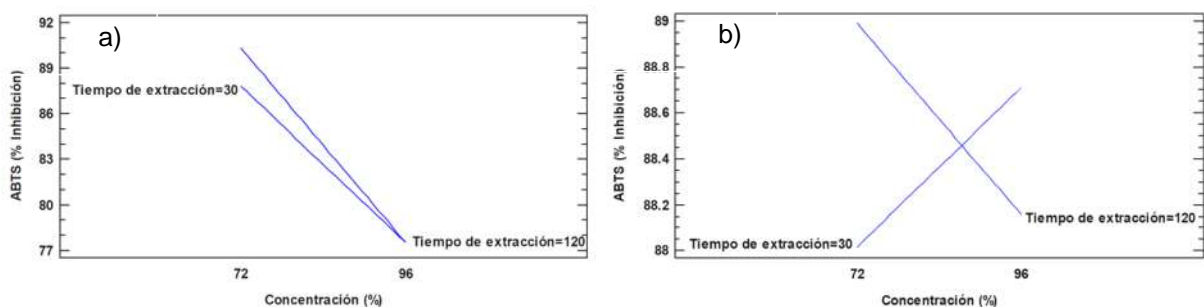 a)
92
89
86
83
80
77
ABTS (% Inhibición)
Tiempo de extracción=30
Tiempo de extracción=120
72
96
Concentración (%)
b)
89
88.8
88.6
88.4
88.2
88
ABTS (% Inhibición)
Tiempo de extracción=120
Tiempo de extracción=30
72
96
Concentración (%)